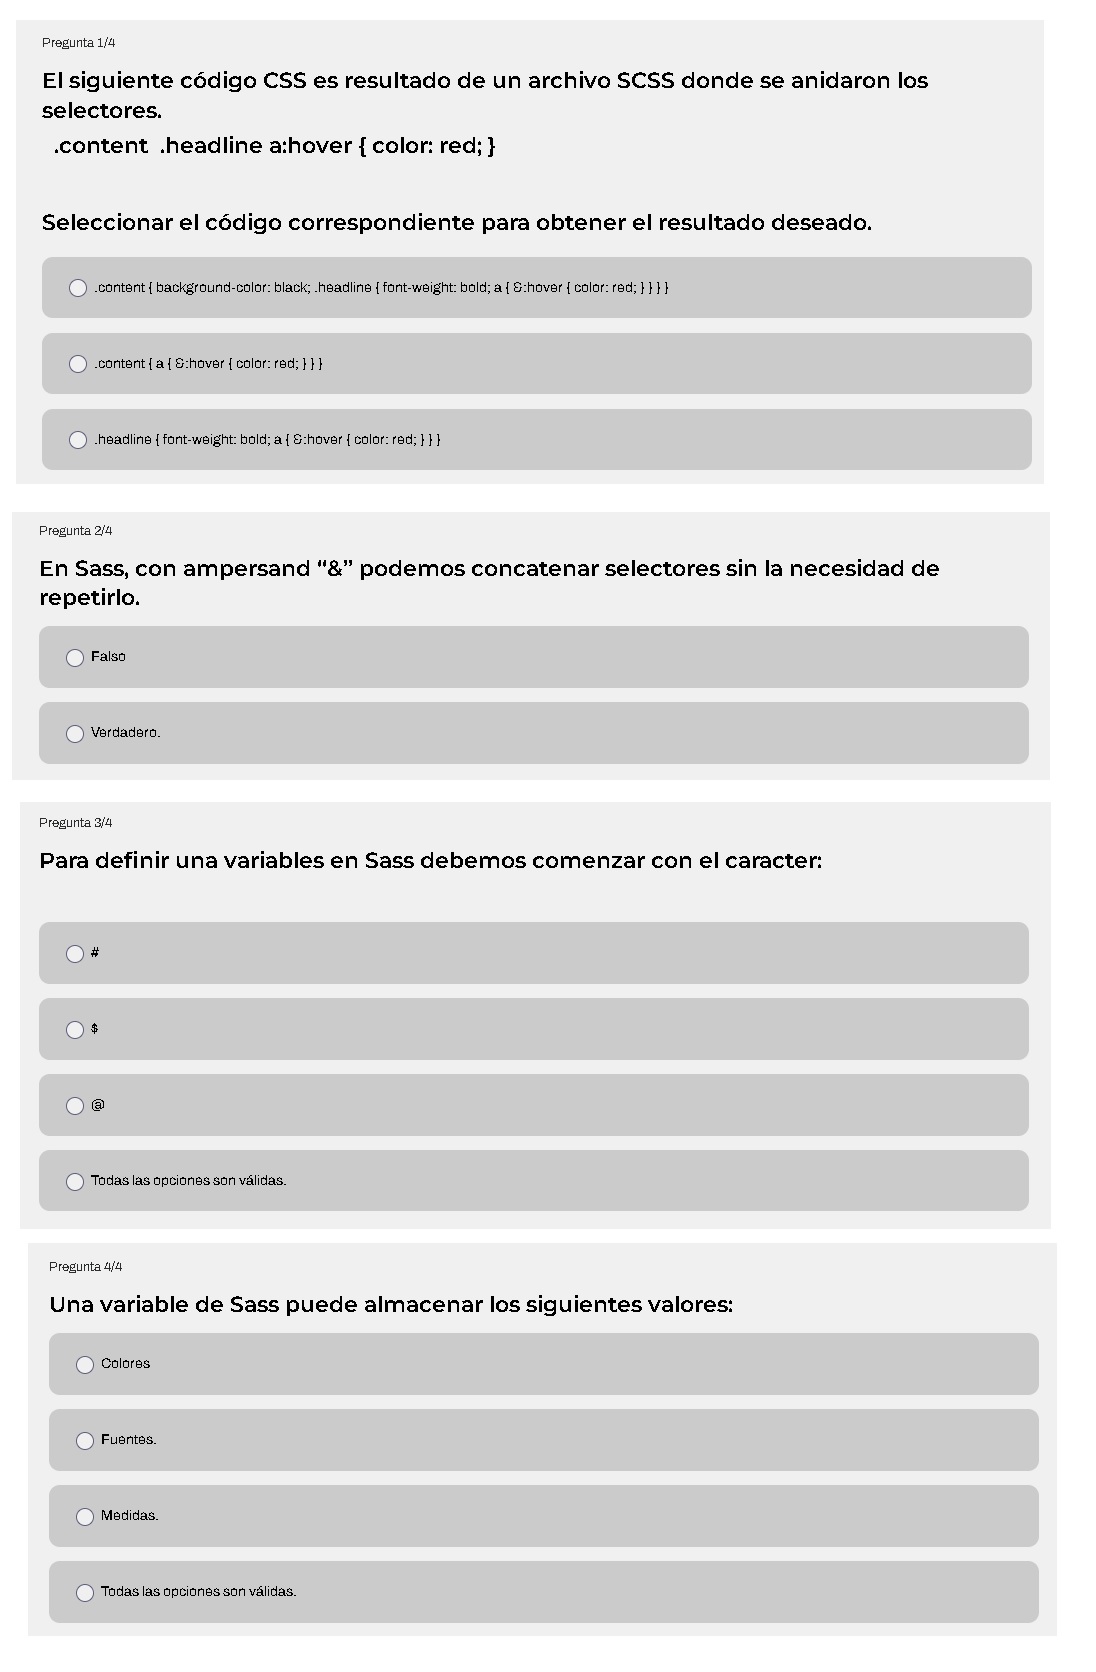 Pregunta 1/4
El siguiente código CSS es resultado de un archivo SCSS donde se anidaron los
selectores.
.content .headline a:hover { color: red; }
Seleccionar el código correspondiente para obtener el resultado deseado.
.content { background-color: black; .headline { font-weight: bold; a { &:hover { color: red; } } } }
.content { a { &:hover { color: red; } } }
.headline { font-weight: bold; a { &:hover { color: red; } } }
Pregunta 2/4
En Sass, con ampersand “&” podemos concatenar selectores sin la necesidad de
repetirlo.
Falso
Verdadero.
Pregunta 3/4
Para definir una variables en Sass debemos comenzar con el caracter:
#
$
@
Todas las opciones son válidas.
Pregunta 4/4
Una variable de Sass puede almacenar los siguientes valores:
Colores
Fuentes.
Medidas.
Todas las opciones son válidas.